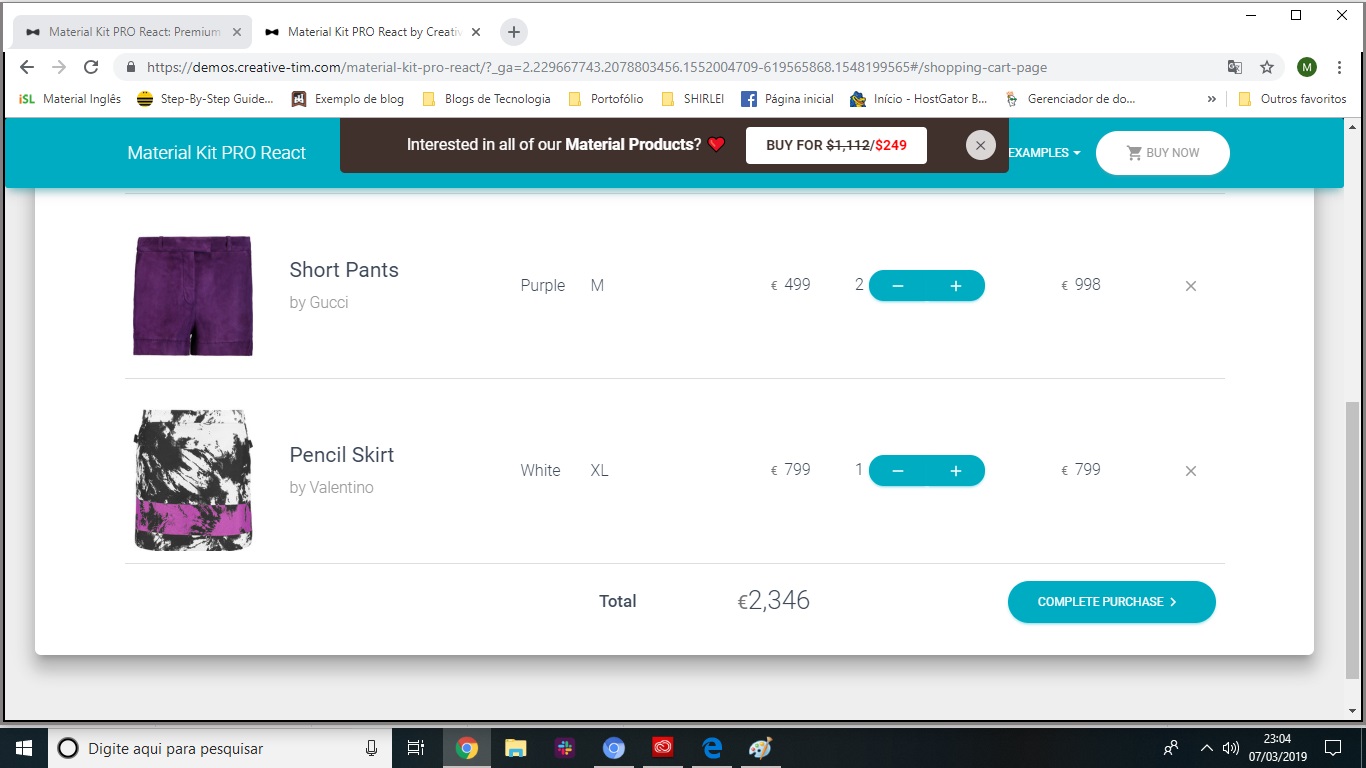 Material Kit PRO React: Premium
Material Kit PRO React by Creativ
https://demos.creative-tim.com/material-kit-pro-react/?_ga=2.229667743.2078803456.1552004709-619565868.1548199565#/shopping-cart-page
M
iSL Material Inglês
Step-By-Step Guide...
Exemplo de blog
Blogs de Tecnologia
Portofólio
SHIRLEI
Página inicial
Início - HostGator B...
Gerenciador de do...
»
Outros favoritos
Material Kit PRO React
Interested in all of our Material Products?
BUY FOR $1,112/$249
EXAMPLES
BUY NOW
Short Pants
by Gucci
Purple M € 499 2 − + € 998 ×
Pencil Skirt
by Valentino
White XL € 799 1 − + € 799 ×
Total €2,346 COMPLETE PURCHASE
Digite aqui para pesquisar
23:04
07/03/2019